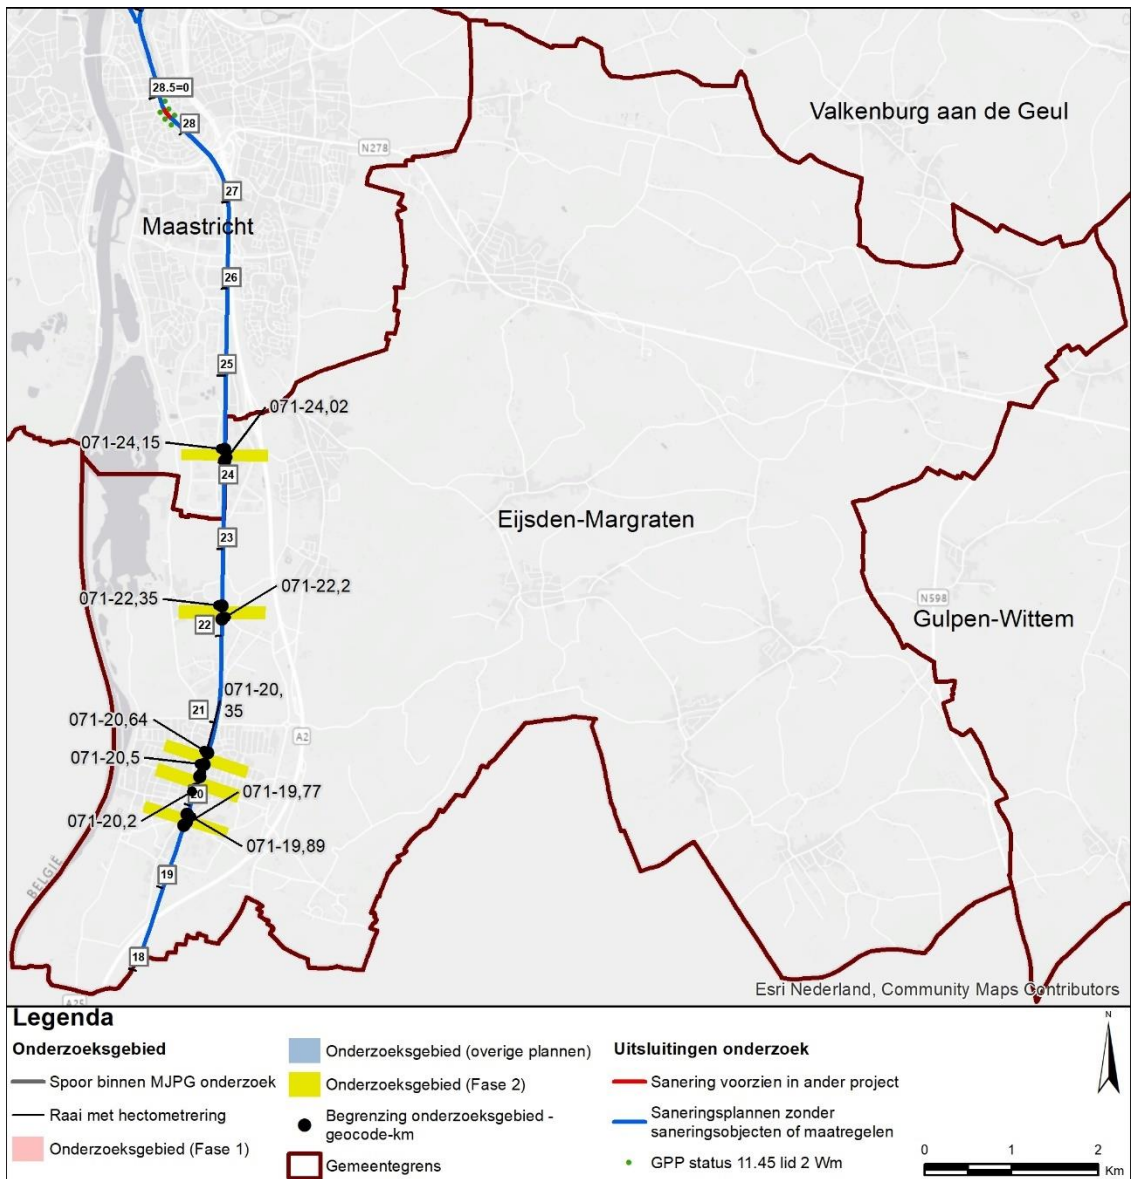 28.5=0
28
Valkenburg aan de Geul
N278
27
Maastricht
26
25
071-24,02
071-24,15
24
Eijsden-Margraten
23
071-22,2
071-22,35
N598
22
Gulpen-Wittem
071-20,
35
21
071-20,64
A2
071-20,5
20
071-19,77
071-20,2
071-19,89
BELGIË
19
18
A25
Esri Nederland, Community Maps Contributors
Legenda
Onderzoeksgebied
Spoor binnen MJPG onderzoek
Raai met hectometrering
Onderzoeksgebied (Fase 1)
Onderzoeksgebied (overige plannen)
Onderzoeksgebied (Fase 2)
Begrenzing onderzoeksgebied -
geocode-km
Gemeentegrens
Uitsluitingen onderzoek
Sanering voorzien in ander project
Saneringsplannen zonder
saneringsobjecten of maatregelen
GPP status 11.45 lid 2 Wm
N
0 1 2
Km